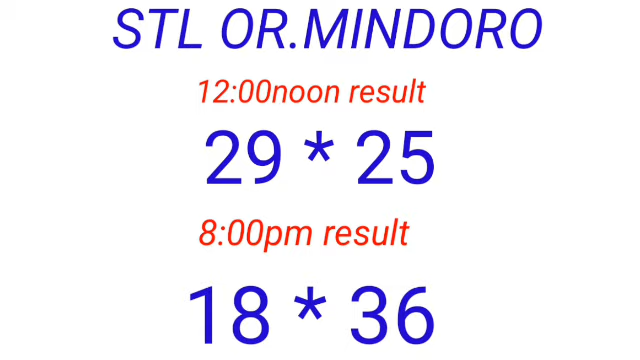 STL OR.MINDORO
12:00noon result
29 * 25
8:00pm result
18 * 36